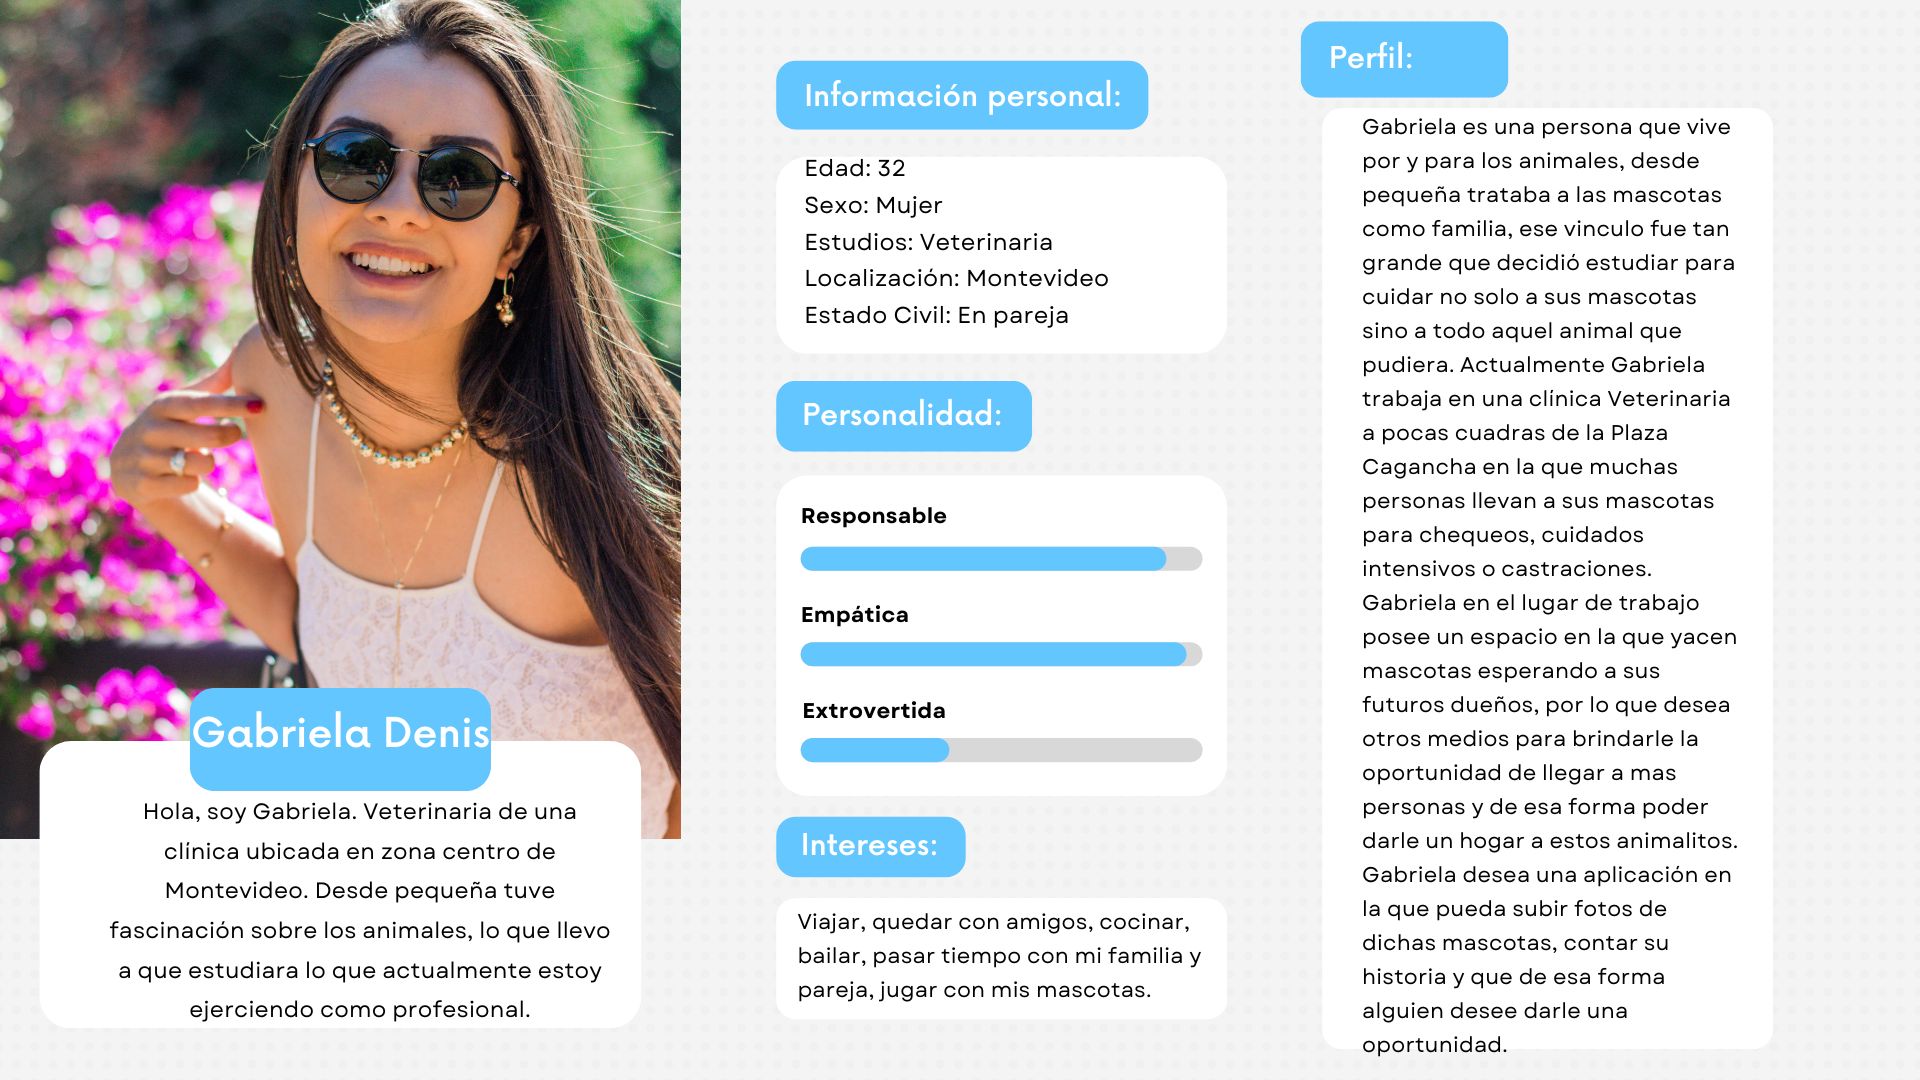 Gabriela Denis
Hola, soy Gabriela. Veterinaria de una
clínica ubicada en zona centro de
Montevideo. Desde pequeña tuve
fascinación sobre los animales, lo que llevo
a que estudiara lo que actualmente estoy
ejerciendo como profesional.
Información personal:
Edad: 32
Sexo: Mujer
Estudios: Veterinaria
Localización: Montevideo
Estado Civil: En pareja
Personalidad:
Responsable
Empática
Extrovertida
Intereses:
Viajar, quedar con amigos, cocinar,
bailar, pasar tiempo con mi familia y
pareja, jugar con mis mascotas.
Perfil:
Gabriela es una persona que vive
por y para los animales, desde
pequeña trataba a las mascotas
como familia, ese vinculo fue tan
grande que decidió estudiar para
cuidar no solo a sus mascotas
sino a todo aquel animal que
pudiera. Actualmente Gabriela
trabaja en una clínica Veterinaria
a pocas cuadras de la Plaza
Cagancha en la que muchas
personas llevan a sus mascotas
para chequeos, cuidados
intensivos o castraciones.
Gabriela en el lugar de trabajo
posee un espacio en la que yacen
mascotas esperando a sus
futuros dueños, por lo que desea
otros medios para brindarle la
oportunidad de llegar a mas
personas y de esa forma poder
darle un hogar a estos animalitos.
Gabriela desea una aplicación en
la que pueda subir fotos de
dichas mascotas, contar su
historia y que de esa forma
alguien desee darle una
oportunidad.